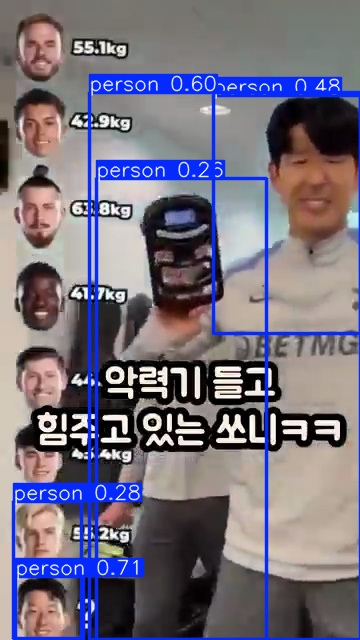 55.1kg
person 0.60
person 0.48
42.9kg
person 0.26
63.8kg
41.7kg
BETMG
악력기 들고
힘주고 있는 쏘니ㅋㅋ
person 0.28
55.2kg
person 0.71
?